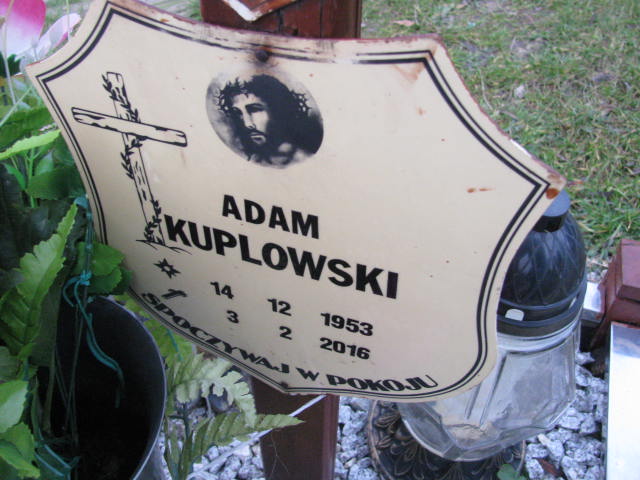 ADAM
KUPLOWSKI
14 12 1953
3 2 2016
SPOCZYWAJ W POKOJU